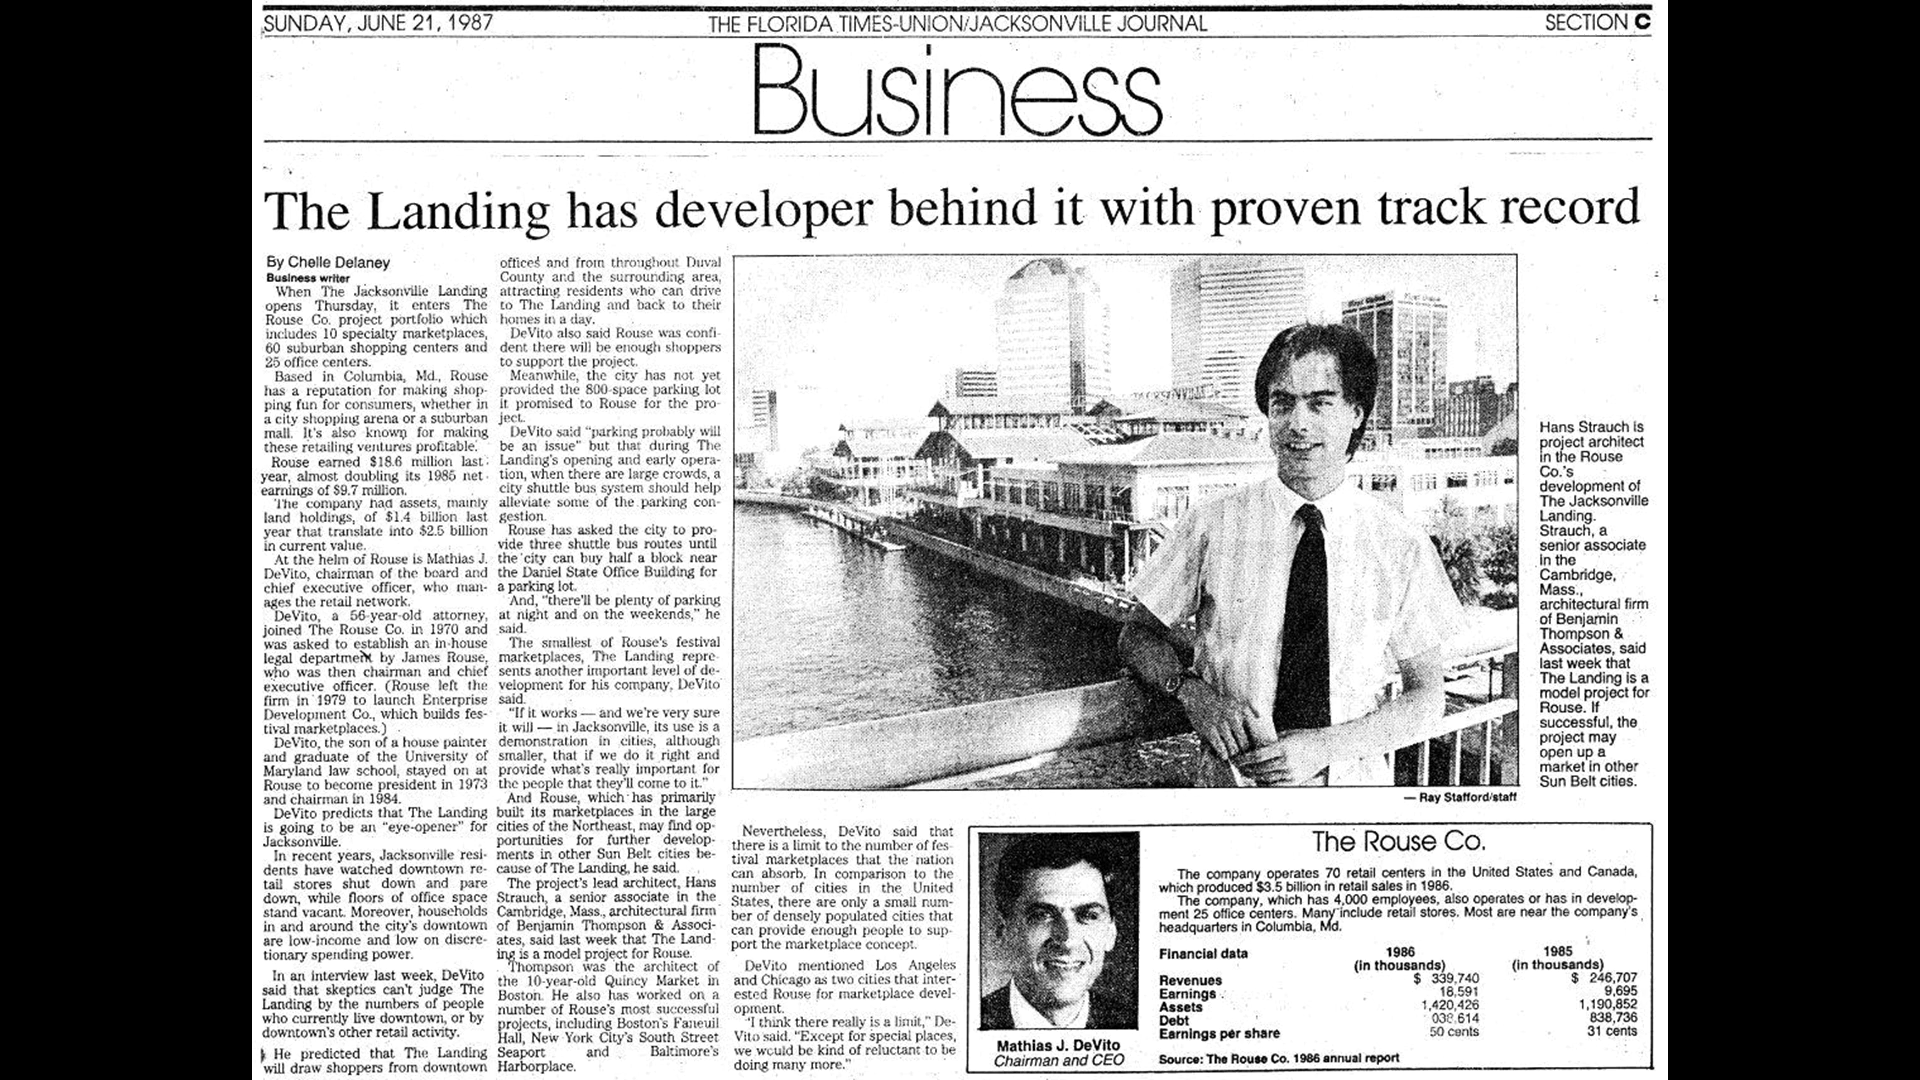 SUNDAY, JUNE 21, 1987
THE FLORIDA TIMES-UNION/JACKSONVILLE JOURNAL
SECTION C
Business
The Landing has developer behind it with proven track record
By Chelle Delaney
Business writer
When The Jacksonville Landing
opens Thursday, it enters The
Rouse Co. project portfolio which
includes 10 specialty marketplaces,
60 suburban shopping centers and
25 office centers.
Based in Columbia, Md., Rouse
has a reputation for making shop-
ping fun for consumers, whether in
a city shopping arena or a suburban
mall. It's also known for making
these retailing ventures profitable.
Rouse earned $18.6 million last
year, almost doubling its 1985 net
earnings of $9.7 million.
The company had assets, mainly
land holdings, of $1.4 billion last
year that translate into $2.5 billion
in current value.
At the helm of Rouse is Mathias J.
DeVito, chairman of the board and
chief executive officer, who man-
ages the retail network.
DeVito, a 56-year-old attorney,
joined The Rouse Co. in 1970 and
was asked to establish an in-house
legal department by James Rouse,
who was then chairman and chief
executive officer. (Rouse left the
firm in 1979 to launch Enterprise
Development Co., which builds fes-
tival marketplaces.)
DeVito, the son of a house painter
and graduate of the University of
Maryland law school, stayed on at
Rouse to become president in 1973
and chairman in 1984.
DeVito predicts that The Landing
is going to be an "eye-opener" for
Jacksonville.
In recent years, Jacksonville resi-
dents have watched downtown re-
tail stores shut down and pare
down, while floors of office space
stand vacant. Moreover, households
in and around the city's downtown
are low-income and low on discre-
tionary spending power.
In an interview last week, DeVito
said that skeptics can't judge The
Landing by the numbers of people
who currently live downtown, or by
downtown's other retail activity.
He predicted that The Landing
will draw shoppers from downtown
offices and from throughout Duval
County and the surrounding area,
attracting residents who can drive
to The Landing and back to their
homes in a day.
DeVito also said Rouse was confi-
dent there will be enough shoppers
to support the project.
Meanwhile, the city has not yet
provided the 800-space parking lot
it promised to Rouse for the pro-
ject.
DeVito said "parking probably will
be an issue" but that during The
Landing's opening and early opera-
tion, when there are large crowds, a
city shuttle bus system should help
alleviate some of the parking con-
gestion.
Rouse has asked the city to pro-
vide three shuttle bus routes until
the city can buy half a block near
the Daniel State Office Building for
a parking lot.
And, "there'll be plenty of parking
at night and on the weekends," he
said.
The smallest of Rouse's festival
marketplaces, The Landing repre-
sents another important level of de-
velopment for his company, DeVito
said.
"If it works — and we're very sure
it will — in Jacksonville, its use is a
demonstration in cities, although
smaller, that if we do it right and
provide what's really important for
the people that they'll come to it."
And Rouse, which has primarily
built its marketplaces in the large
cities of the Northeast, may find op-
portunities for further develop-
ments in other Sun Belt cities be-
cause of The Landing, he said.
The project's lead architect, Hans
Strauch, a senior associate in the
Cambridge, Mass., architectural firm
of Benjamin Thompson & Associ-
ates, said last week that The Land-
ing is a model project for Rouse.
Thompson was the architect of
the 10-year-old Quincy Market in
Boston. He also has worked on a
number of Rouse's most successful
projects, including Boston's Faneuil
Hall, New York City's South Street
Seaport and Baltimore's
Harborplace.
JACKSONVILLE
— Ray Stafford/staff
Hans Strauch is
project architect
in the Rouse
Co.'s
development of
The Jacksonville
Landing.
Strauch, a
senior associate
in the
Cambridge,
Mass.,
architectural firm
of Benjamin
Thompson &
Associates, said
last week that
The Landing is a
model project for
Rouse. If
successful, the
project may
open up a
market in other
Sun Belt cities.
Nevertheless, DeVito said that
there is a limit to the number of fes-
tival marketplaces that the nation
can absorb. In comparison to the
number of cities in the United
States, there are only a small num-
ber of densely populated cities that
can provide enough people to sup-
port the marketplace concept.
DeVito mentioned Los Angeles
and Chicago as two cities that inter-
ested Rouse for marketplace devel-
opment.
"I think there really is a limit," De-
Vito said. "Except for special places,
we would be kind of reluctant to be
doing many more."
Mathias J. DeVito
Chairman and CEO
The Rouse Co.
The company operates 70 retail centers in the United States and Canada,
which produced $3.5 billion in retail sales in 1986.
The company, which has 4,000 employees, also operates or has in develop-
ment 25 office centers. Many include retail stores. Most are near the company's
headquarters in Columbia, Md.
Financial data 1986 1985
(in thousands) (in thousands)
Revenues $ 339,740 $ 246,707
Earnings 18,591 9,695
Assets 1,420,426 1,190,852
Debt 838,736
Earnings per share 50 cents 31 cents
Source: The Rouse Co. 1986 annual report